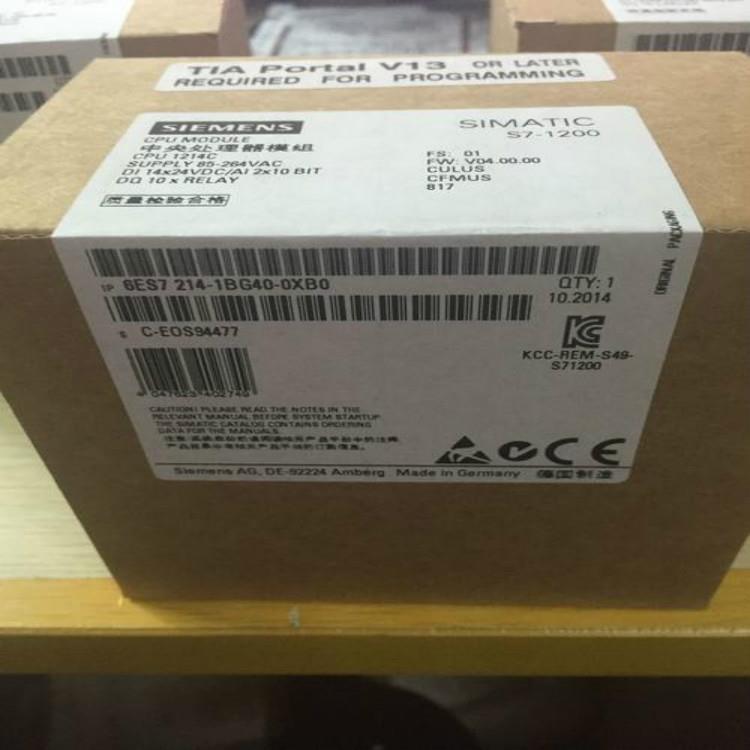 TIA Portal V13 OR LATER
REQUIRED FOR PROGRAMMING
SIEMENS
CPU MODULE
中央处理器模组
CPU 1214C
SUPPLY 85-264VAC
DI 14x24VDC/AI 2x10 BIT
DQ 10 x RELAY
质量检验合格
SIMATIC
S7-1200
FS: 01
FW: V04.00.00
CULUS
CFMUS
817
ORIGINAL PACKAGING
1P 6ES7 214-1BG40-0XB0
QTY: 1
10.2014
S C-EOS94477
KCC-REM-S49-
S71200
4 047623 402749
CAUTION! PLEASE READ THE NOTES IN THE
RELEVANT MANUAL BEFORE SYSTEM STARTUP.
THE SIMATIC CATALOG CONTAINS ORDERING
DATA FOR THE MANUALS.
CE
Siemens AG, DE-92224 Amberg Made in Germany 德国制造